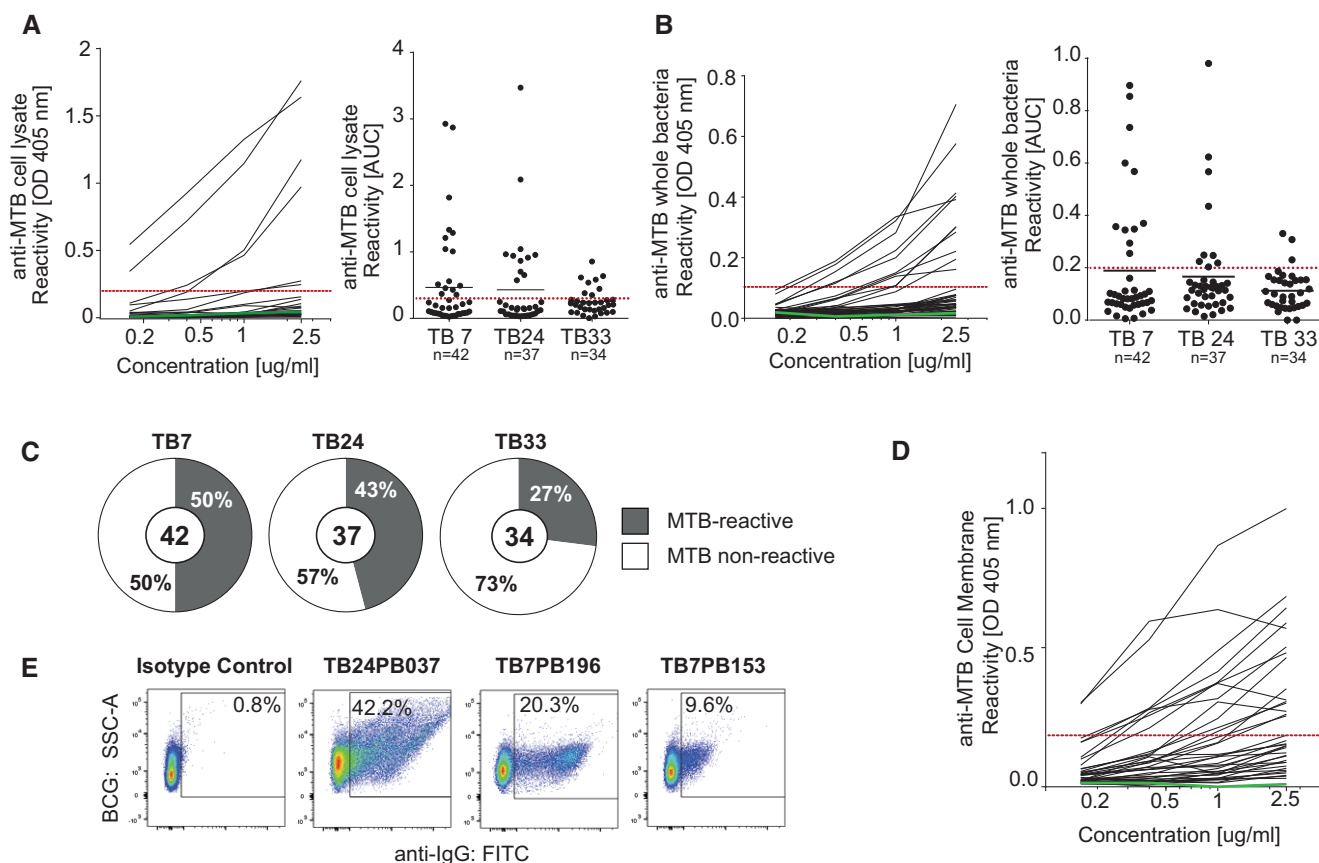 A
anti-MTB cell lysate
Reactivity [OD 405 nm]
2
1.5
1
0.5
0
0.2 0.5 1 2.5
Concentration [ug/ml]
anti-MTB cell lysate
Reactivity [AUC]
4
3
2
1
0
TB 7 TB24 TB33
n=42 n=37 n=34
B
anti-MTB whole bacteria
Reactivity [OD 405 nm]
0.8
0.6
0.4
0.2
0.0
0.2 0.5 1 2.5
Concentration [ug/ml]
anti-MTB whole bacteria
Reactivity [AUC]
1.0
0.8
0.6
0.4
0.2
0.0
TB 7 TB 24 TB 33
n=42 n=37 n=34
C
TB7 TB24 TB33
50% 43% 27%
42 37 34
50% 57% 73%
MTB-reactive
MTB non-reactive
D
anti-MTB Cell Membrane
Reactivity [OD 405 nm]
1.0
0.5
0.0
0.2 0.5 1 2.5
Concentration [ug/ml]
E
Isotype Control TB24PB037 TB7PB196 TB7PB153
0.8% 42.2% 20.3% 9.6%
BCG: SSC-A
anti-IgG: FITC